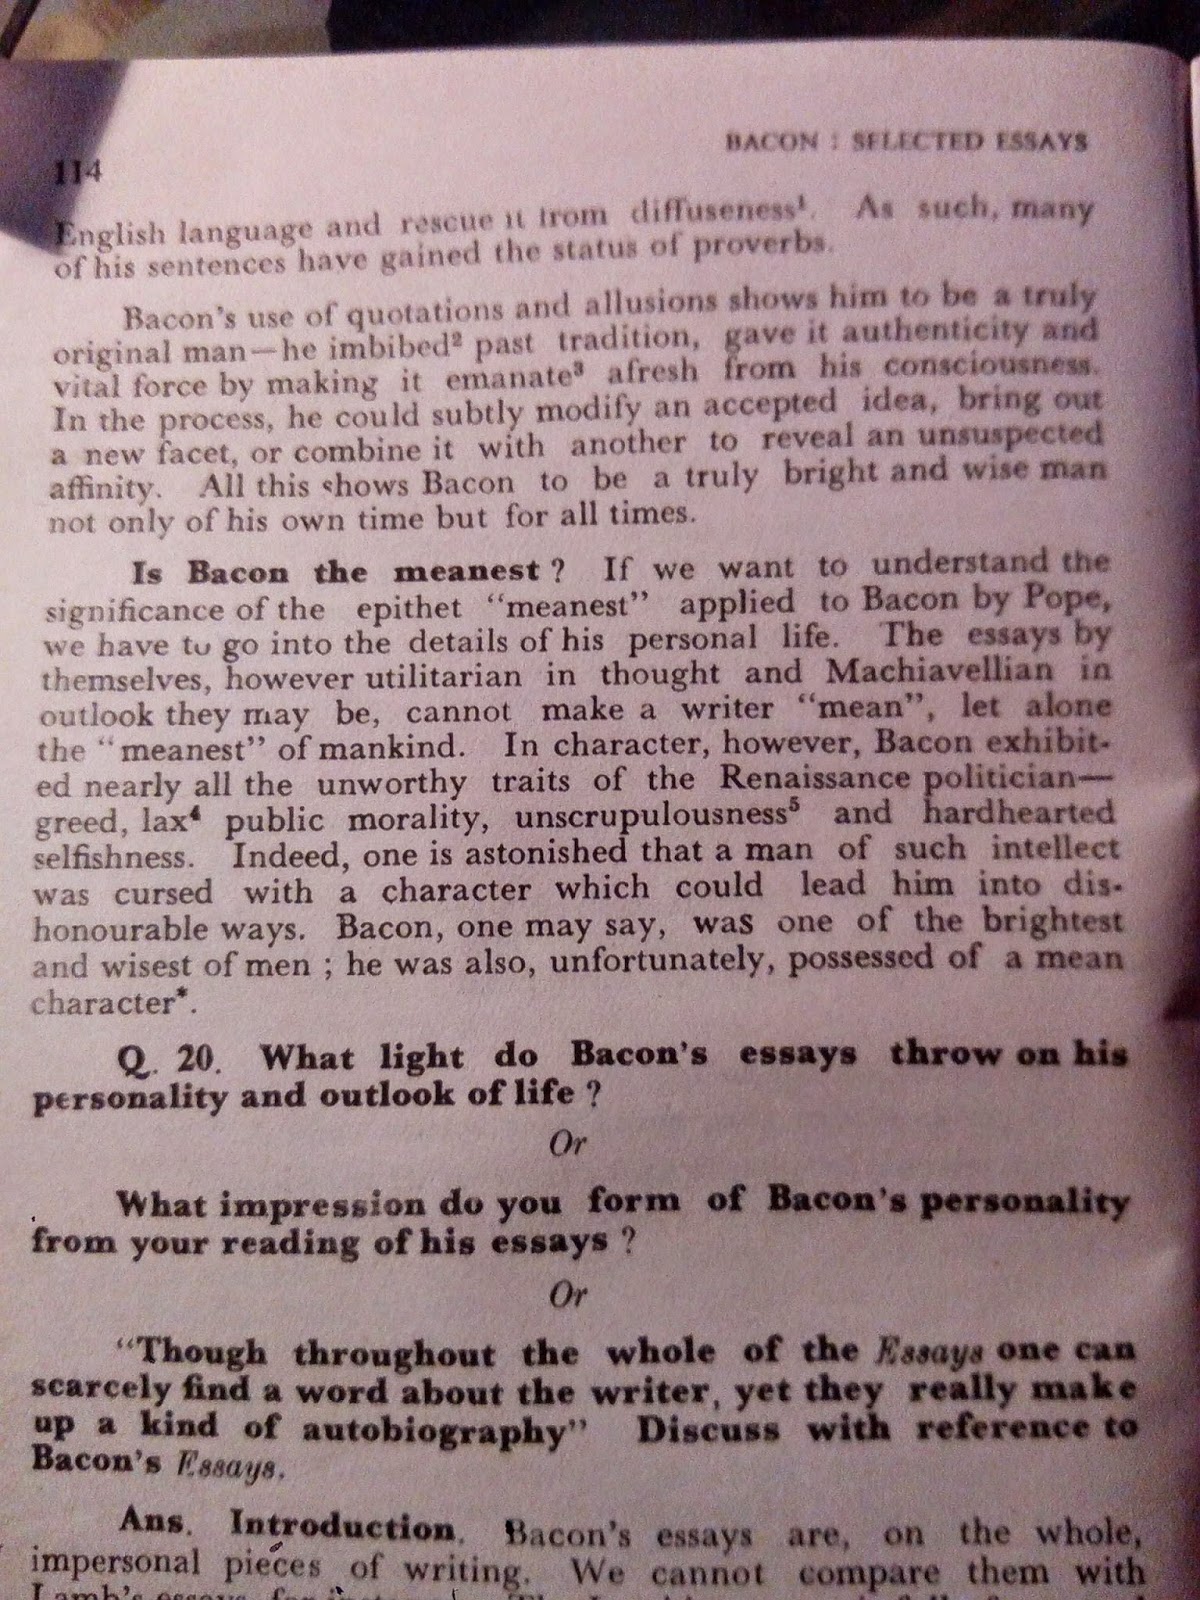 BACON : SELECTED ESSAYS
114
English language and rescue it from diffuseness¹. As such, many
of his sentences have gained the status of proverbs.
Bacon's use of quotations and allusions shows him to be a truly
original man—he imbibed² past tradition, gave it authenticity and
vital force by making it emanate³ afresh from his consciousness.
In the process, he could subtly modify an accepted idea, bring out
a new facet, or combine it with another to reveal an unsuspected
affinity. All this shows Bacon to be a truly bright and wise man
not only of his own time but for all times.
Is Bacon the meanest ? If we want to understand the
significance of the epithet "meanest" applied to Bacon by Pope,
we have to go into the details of his personal life. The essays by
themselves, however utilitarian in thought and Machiavellian in
outlook they may be, cannot make a writer "mean", let alone
the "meanest" of mankind. In character, however, Bacon exhibit-
ed nearly all the unworthy traits of the Renaissance politician—
greed, lax⁴ public morality, unscrupulousness⁵ and hardhearted
selfishness. Indeed, one is astonished that a man of such intellect
was cursed with a character which could lead him into dis-
honourable ways. Bacon, one may say, was one of the brightest
and wisest of men ; he was also, unfortunately, possessed of a mean
character*.
Q. 20. What light do Bacon's essays throw on his
personality and outlook of life ?
Or
What impression do you form of Bacon's personality
from your reading of his essays ?
Or
"Though throughout the whole of the Essays one can
scarcely find a word about the writer, yet they really make
up a kind of autobiography" Discuss with reference to
Bacon's Essays.
Ans. Introduction. Bacon's essays are, on the whole,
impersonal pieces of writing. We cannot compare them with
Lamb's essays, for